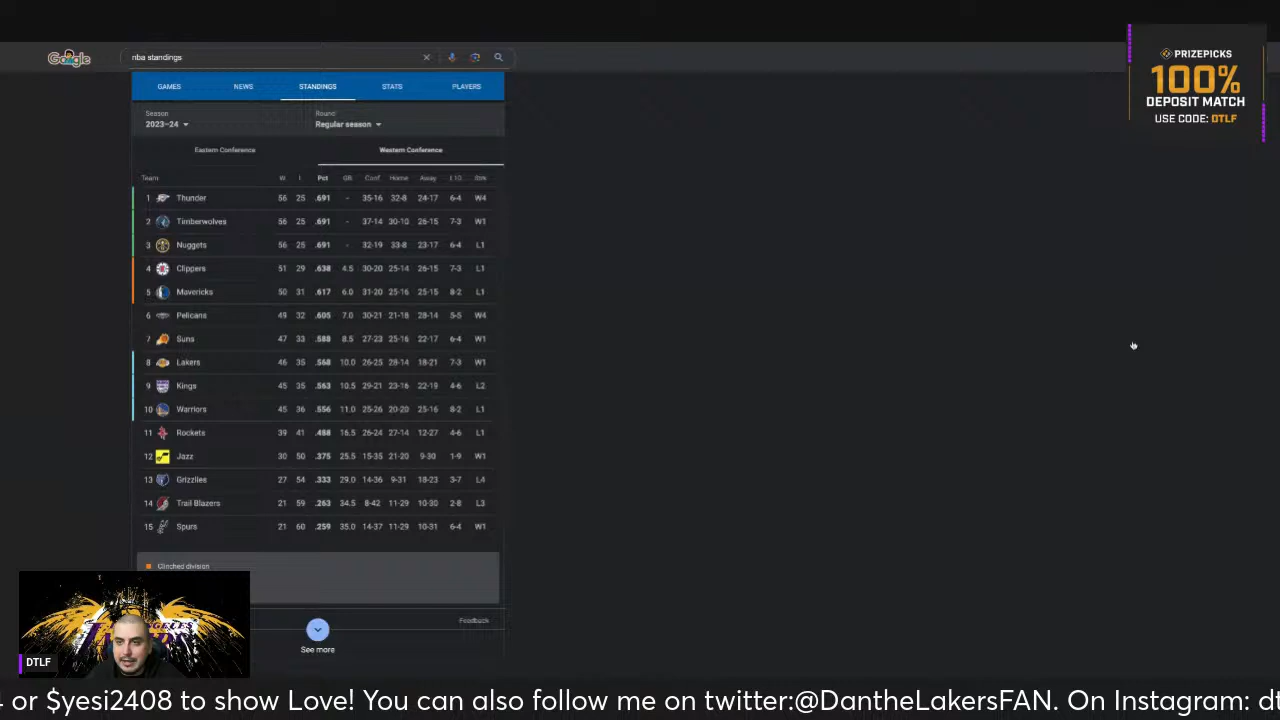 Google
nba standings
GAMES NEWS STANDINGS STATS PLAYERS
PRIZEPICKS
100%
DEPOSIT MATCH
USE CODE: DTLF
Season
2023–24
Round
Regular season
Eastern Conference Western Conference
Team W L Pct GB Conf Home Away L10
1 Thunder 56 25 .691 - 35-16 32-8 24-17 6-4 W4
2 Timberwolves 56 25 .691 - 37-14 30-10 26-15 7-3 W1
3 Nuggets 56 25 .691 - 32-19 33-8 23-17 6-4 L1
4 Clippers 51 29 .638 4.5 30-20 25-14 26-15 7-3 L1
5 Mavericks 50 31 .617 6.0 31-20 25-16 25-15 8-2 L1
6 Pelicans 49 32 .605 7.0 30-21 21-18 28-14 5-5 W4
7 Suns 47 33 .588 8.5 27-23 25-16 22-17 6-4 W1
8 Lakers 46 35 .568 10.0 26-25 28-14 18-21 7-3 W1
9 Kings 45 35 .563 10.5 29-21 23-16 22-19 4-6 L2
10 Warriors 45 36 .556 11.0 25-26 20-20 25-16 8-2 L1
11 Rockets 39 41 .488 16.5 26-24 27-14 12-27 4-6 L1
12 Jazz 30 50 .375 25.5 15-35 21-20 9-30 1-9 W1
13 Grizzlies 27 54 .333 29.0 14-36 9-31 18-23 3-7 L4
14 Trail Blazers 21 59 .263 34.5 8-42 11-29 10-30 2-8 L3
15 Spurs 21 60 .259 35.0 14-37 11-29 10-31 6-4 W1
Clinched division
Feedback
See more
DTLF
or $yesi2408 to show Love! You can also follow me on twitter:@DantheLakersFAN. On Instagram: